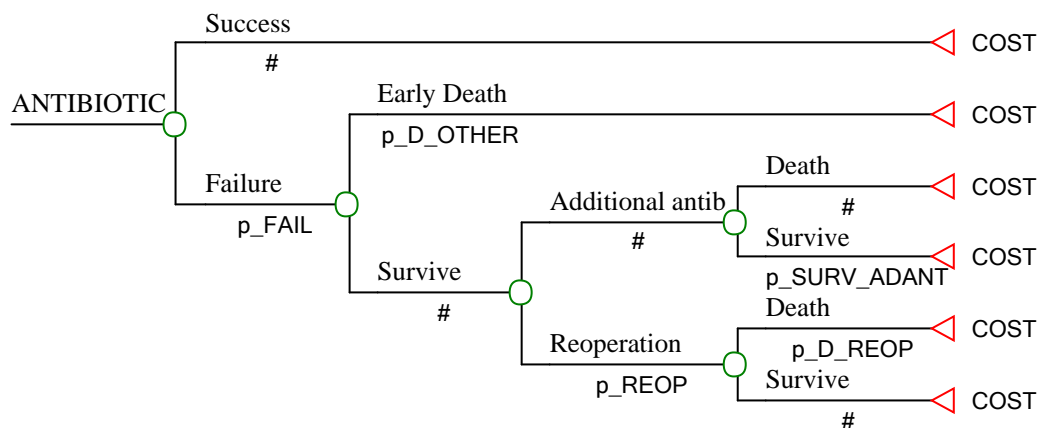 Success
#
COST
ANTIBIOTIC
Early Death
p_D_OTHER
COST
Failure
p_FAIL
Death
#
COST
Additional antib
#
Survive
p_SURV_ADANT
COST
Survive
#
Death
p_D_REOP
COST
Reoperation
p_REOP
Survive
#
COST